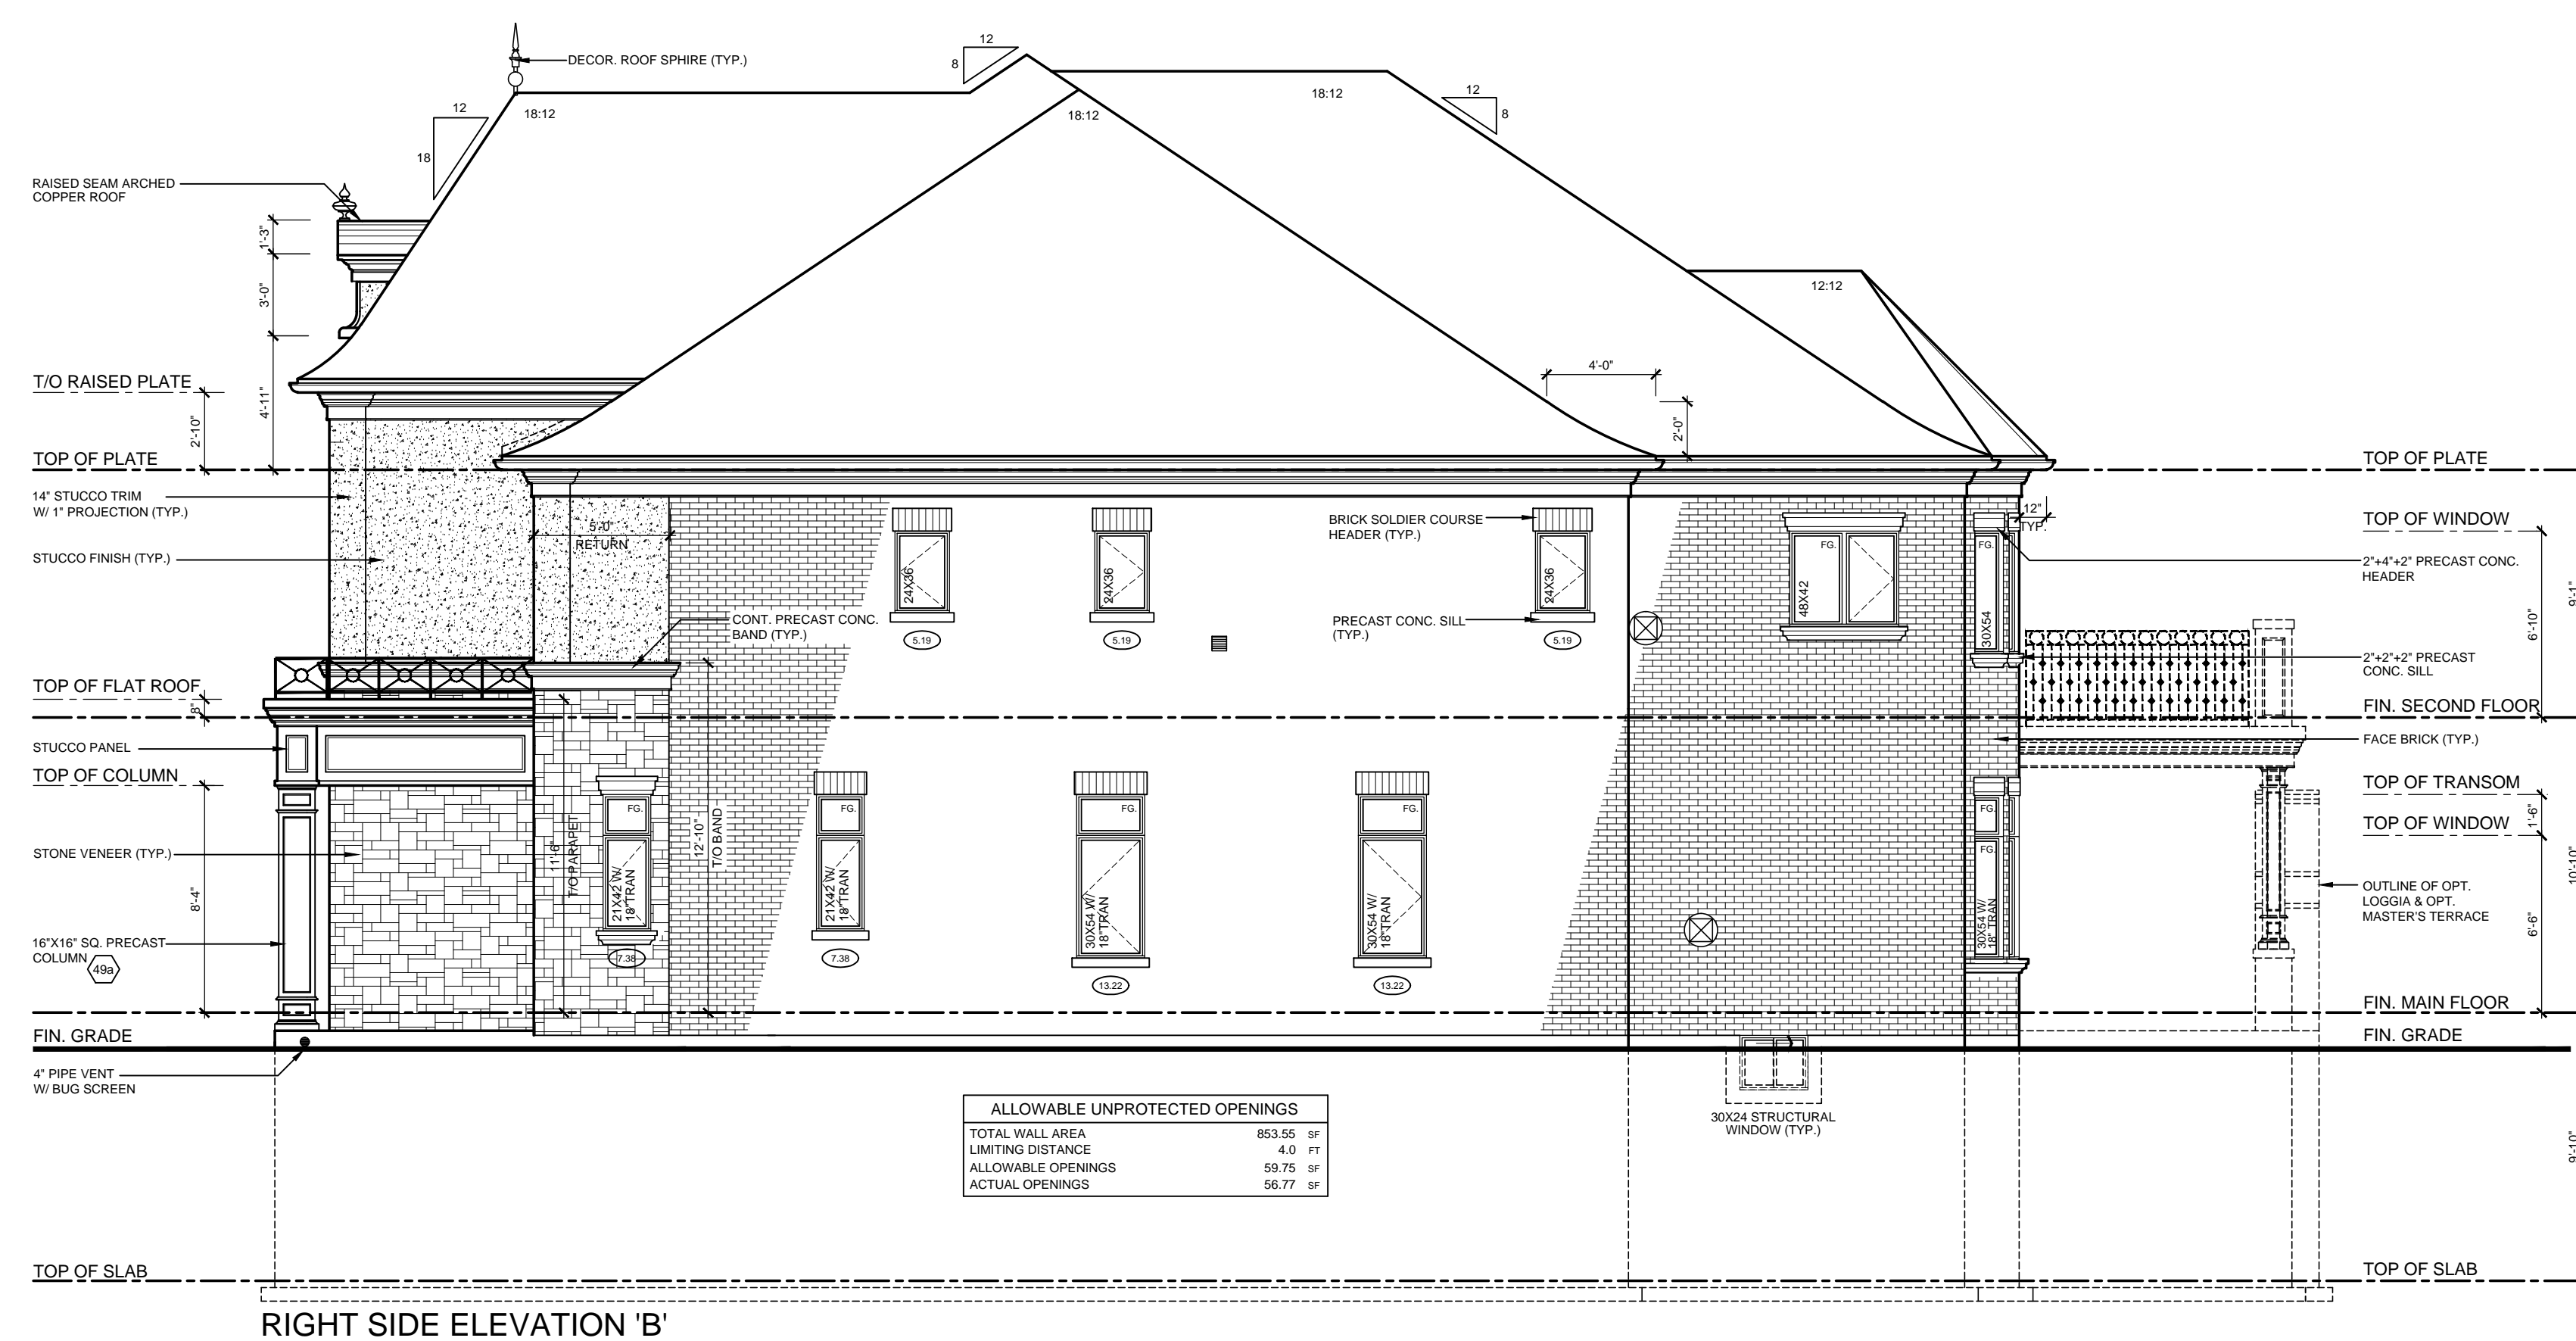 12
8
DECOR. ROOF SPHIRE (TYP.)
12
18
18:12
18:12
18:12
12
8
RAISED SEAM ARCHED
COPPER ROOF
1'-3"
3'-0"
4'-11"
12:12
4'-0"
2'-0"
T/O RAISED PLATE
2'-10"
TOP OF PLATE
TOP OF PLATE
14" STUCCO TRIM
W/ 1" PROJECTION (TYP.)
STUCCO FINISH (TYP.)
5'-0"
RETURN
BRICK SOLDIER COURSE
HEADER (TYP.)
24X36
24X36
24X36
PRECAST CONC. SILL
(TYP.)
CONT. PRECAST CONC.
BAND (TYP.)
5.19
5.19
5.19
FG.
48X42
FG.
30X54
12"
TYP.
TOP OF WINDOW
2"+4"+2" PRECAST CONC.
HEADER
6'-10"
9'-1"
2"+2"+2" PRECAST
CONC. SILL
TOP OF FLAT ROOF
8"
FIN. SECOND FLOOR
STUCCO PANEL
FACE BRICK (TYP.)
TOP OF COLUMN
TOP OF TRANSOM
1'-6"
TOP OF WINDOW
STONE VENEER (TYP.)
8'-4"
11'-6"
T/O PARAPET
12'-10"
T/O BAND
FG.
21X42 W/
18"TRAN
FG.
21X42 W/
18"TRAN
FG.
30X54 W/
18"TRAN
FG.
30X54 W/
18"TRAN
FG.
FG.
30X54 W/
18" TRAN
10'-10"
6'-6"
OUTLINE OF OPT.
LOGGIA & OPT.
MASTER'S TERRACE
16"X16" SQ. PRECAST
COLUMN
49a
7.38
7.38
13.22
13.22
FIN. MAIN FLOOR
FIN. GRADE
FIN. GRADE
4" PIPE VENT
W/ BUG SCREEN
30X24 STRUCTURAL
WINDOW (TYP.)
ALLOWABLE UNPROTECTED OPENINGS
TOTAL WALL AREA 853.55 SF
LIMITING DISTANCE 4.0 FT
ALLOWABLE OPENINGS 59.75 SF
ACTUAL OPENINGS 56.77 SF
9'-10"
TOP OF SLAB
TOP OF SLAB
RIGHT SIDE ELEVATION 'B'